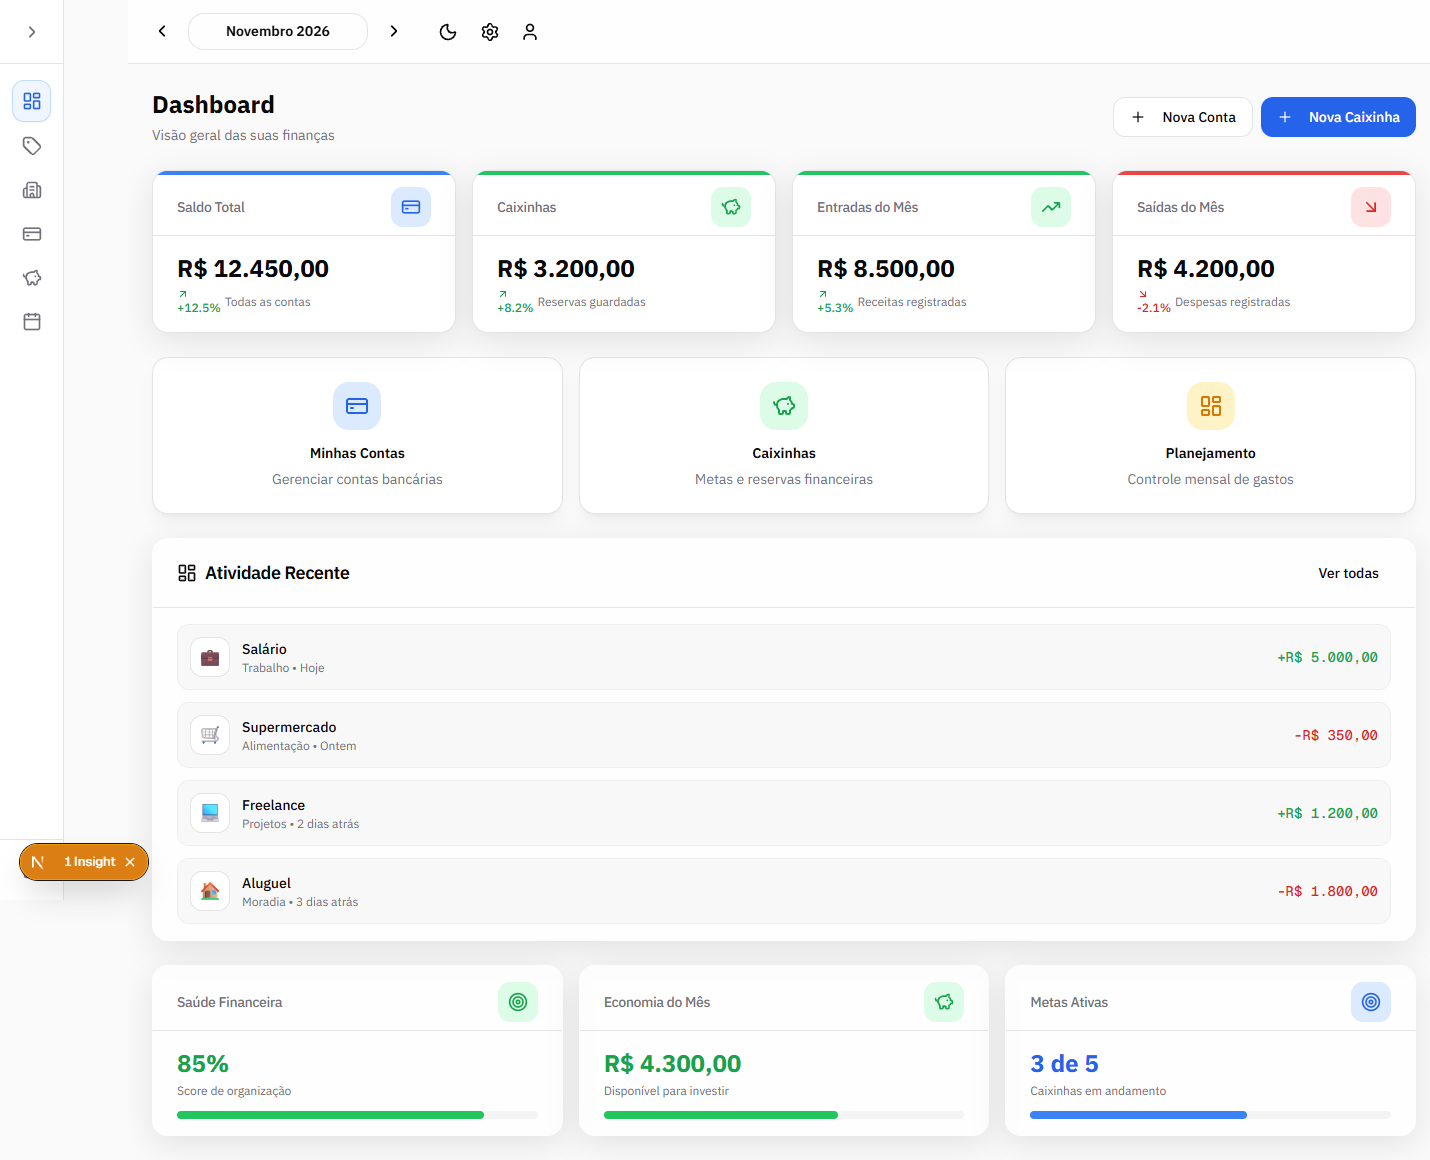 Novembro 2026
Dashboard
Visão geral das suas finanças
Nova Conta
Nova Caixinha
Saldo Total
R$ 12.450,00
+12.5% Todas as contas
Caixinhas
R$ 3.200,00
+8.2% Reservas guardadas
Entradas do Mês
R$ 8.500,00
+5.3% Receitas registradas
Saídas do Mês
R$ 4.200,00
-2.1% Despesas registradas
Minhas Contas
Gerenciar contas bancárias
Caixinhas
Metas e reservas financeiras
Planejamento
Controle mensal de gastos
Atividade Recente
Ver todas
Salário
Trabalho • Hoje
+R$ 5.000,00
Supermercado
Alimentação • Ontem
-R$ 350,00
Freelance
Projetos • 2 dias atrás
+R$ 1.200,00
Aluguel
Moradia • 3 dias atrás
-R$ 1.800,00
N 1 Insight
Saúde Financeira
85%
Score de organização
Economia do Mês
R$ 4.300,00
Disponível para investir
Metas Ativas
3 de 5
Caixinhas em andamento